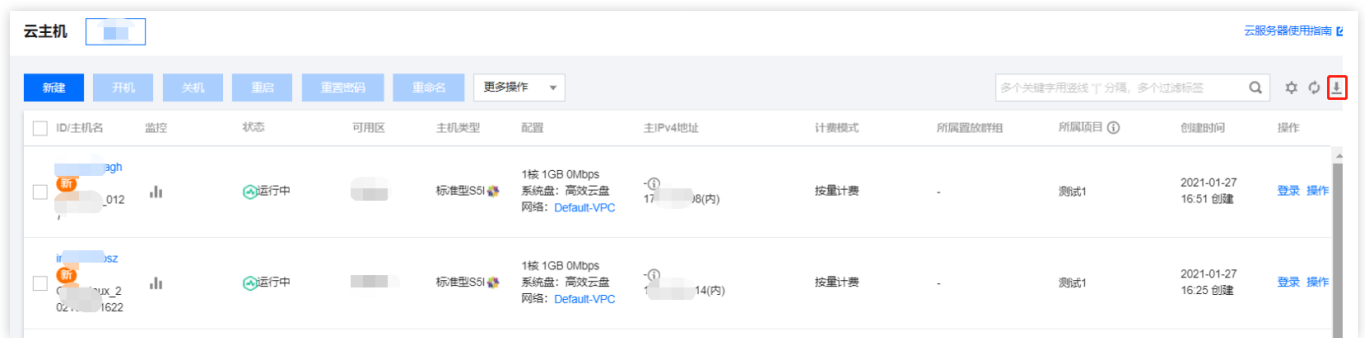 云主机
云服务器使用指南
新建 开机 关机 重启 重置密码 重命名 更多操作
多个关键字用竖线 "|" 分隔，多个过滤标签
ID/主机名 监控 状态 可用区 主机类型 配置 主IPv4地址 计费模式 所属置放群组 所属项目 创建时间 操作
agh
新
_012
运行中
标准型S5
1核 1GB 0Mbps
系统盘：高效云盘
网络：Default-VPC
-
17 08(内)
按量计费
-
测试1
2021-01-27
16:51 创建
登录 操作
sz
新
ux_2
1622
运行中
标准型S5
1核 1GB 0Mbps
系统盘：高效云盘
网络：Default-VPC
-
1 14(内)
按量计费
-
测试1
2021-01-27
16:25 创建
登录 操作